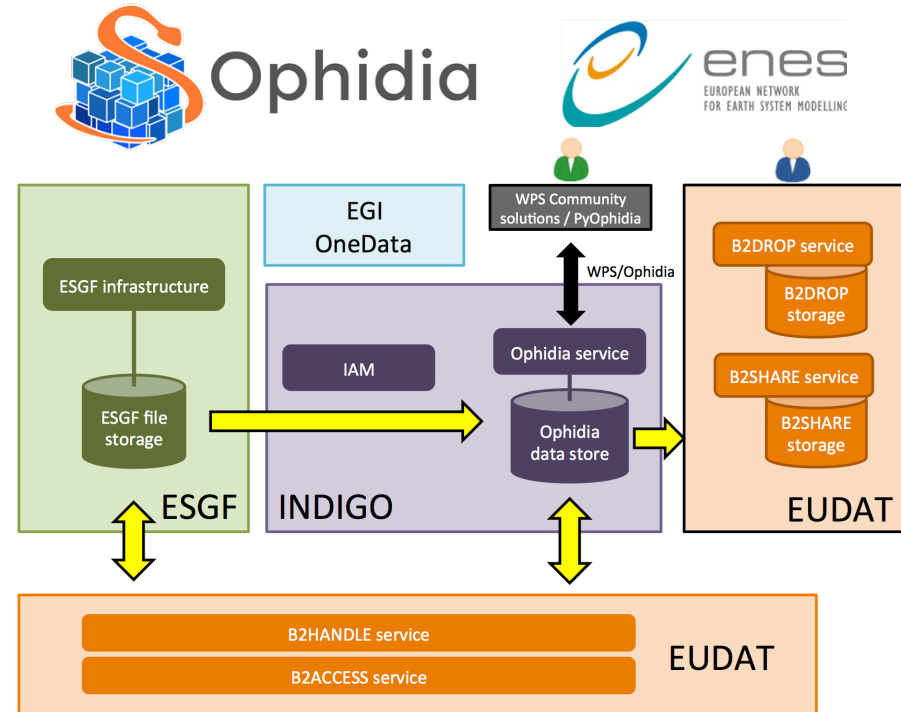 Ophidia
enes
EUROPEAN NETWORK
FOR EARTH SYSTEM MODELLING
EGI
OneData
WPS Community
solutions / PyOphidia
WPS/Ophidia
ESGF infrastructure
ESGF file
storage
ESGF
IAM
Ophidia service
Ophidia
data store
INDIGO
B2DROP service
B2DROP
storage
B2SHARE service
B2SHARE
storage
EUDAT
B2HANDLE service
B2ACCESS service
EUDAT